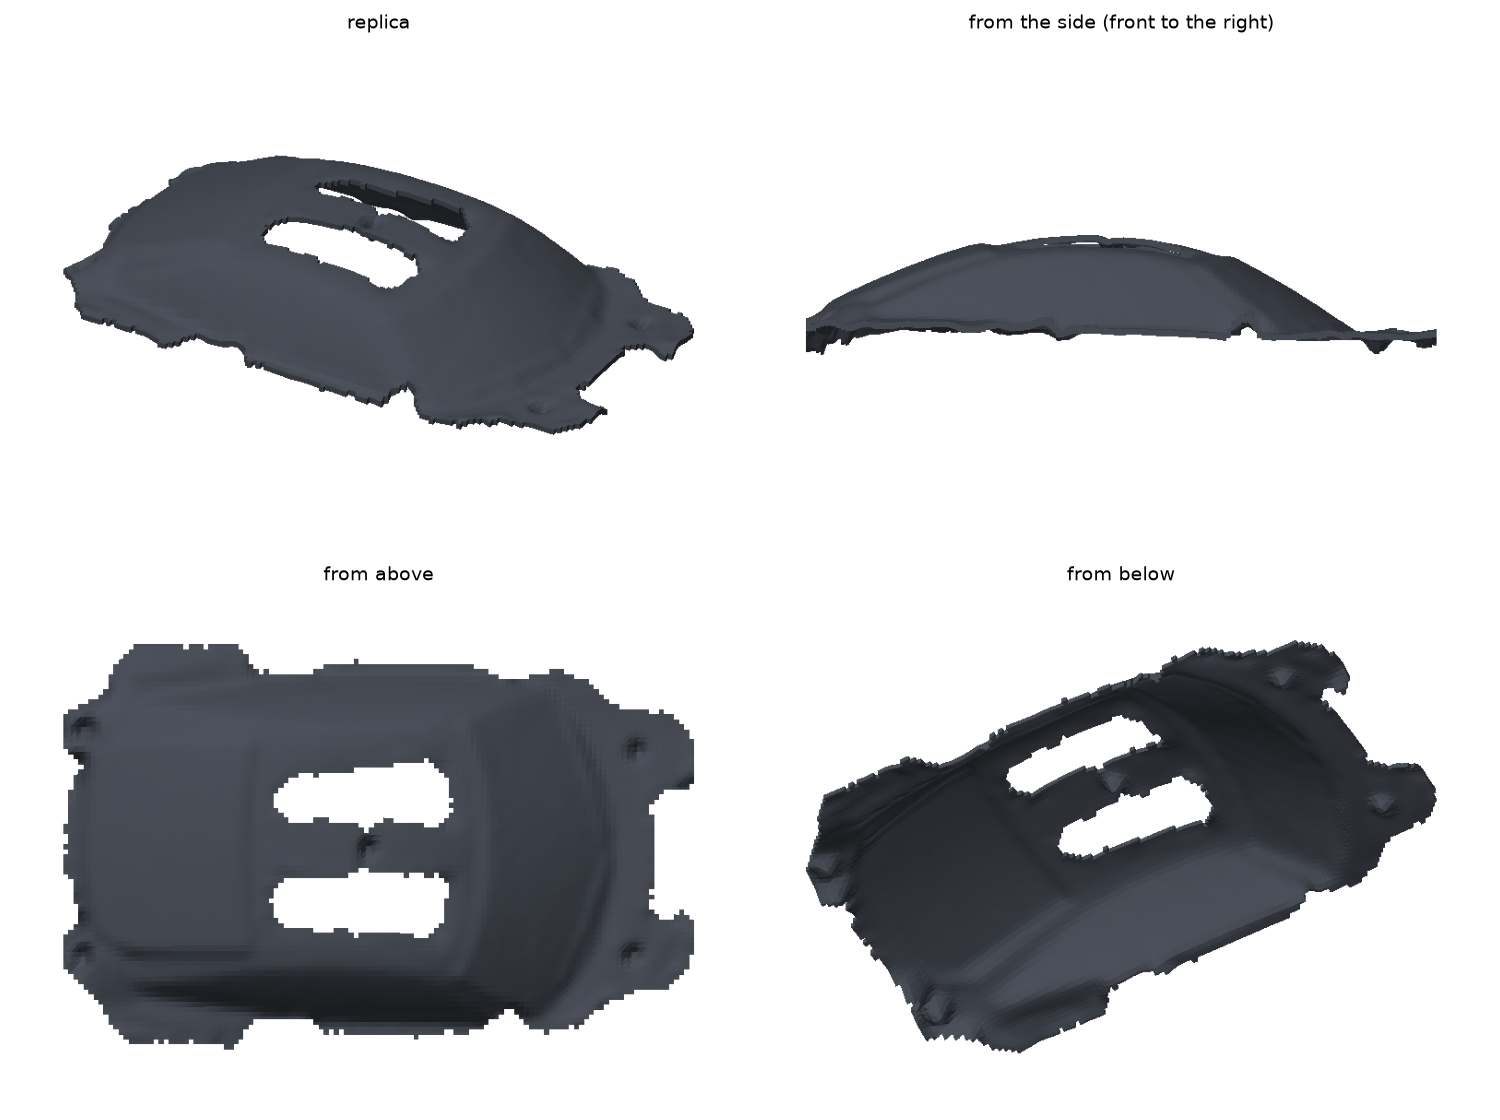 replica
from the side (front to the right)
from above
from below